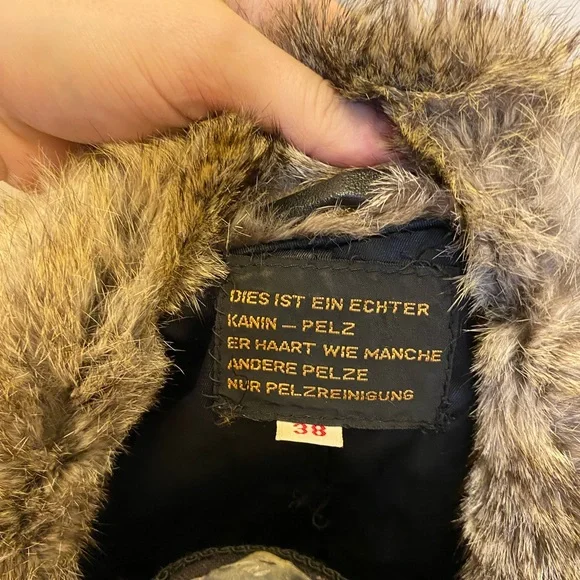 DIES IST EIN ECHTER
KANIN — PELZ
ER HAART WIE MANCHE
ANDERE PELZE
NUR PELZREINIGUNG
38